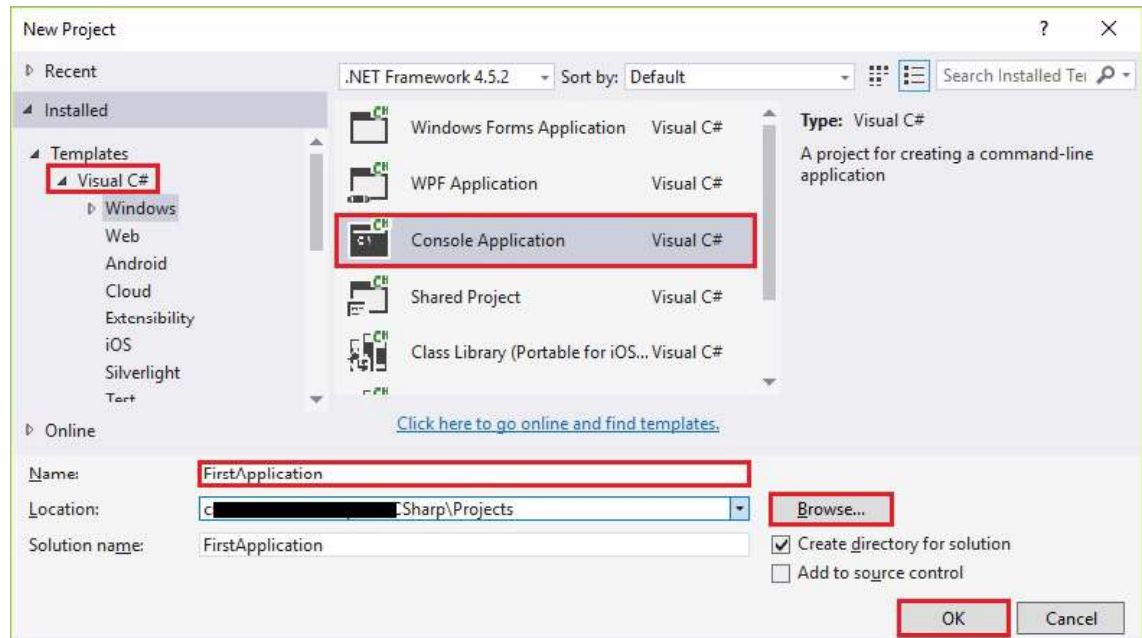 New Project
?
Recent
Installed
Templates
Visual C#
Windows
Web
Android
Cloud
Extensibility
iOS
Silverlight
Test
Online
.NET Framework 4.5.2
Sort by: Default
Search Installed Te
Windows Forms Application Visual C#
WPF Application Visual C#
Console Application Visual C#
Shared Project Visual C#
Class Library (Portable for iOS... Visual C#
Click here to go online and find templates.
Type: Visual C#
A project for creating a command-line
application
Name: FirstApplication
Location: c CSharp\Projects
Browse...
Solution name: FirstApplication
Create directory for solution
Add to source control
OK Cancel